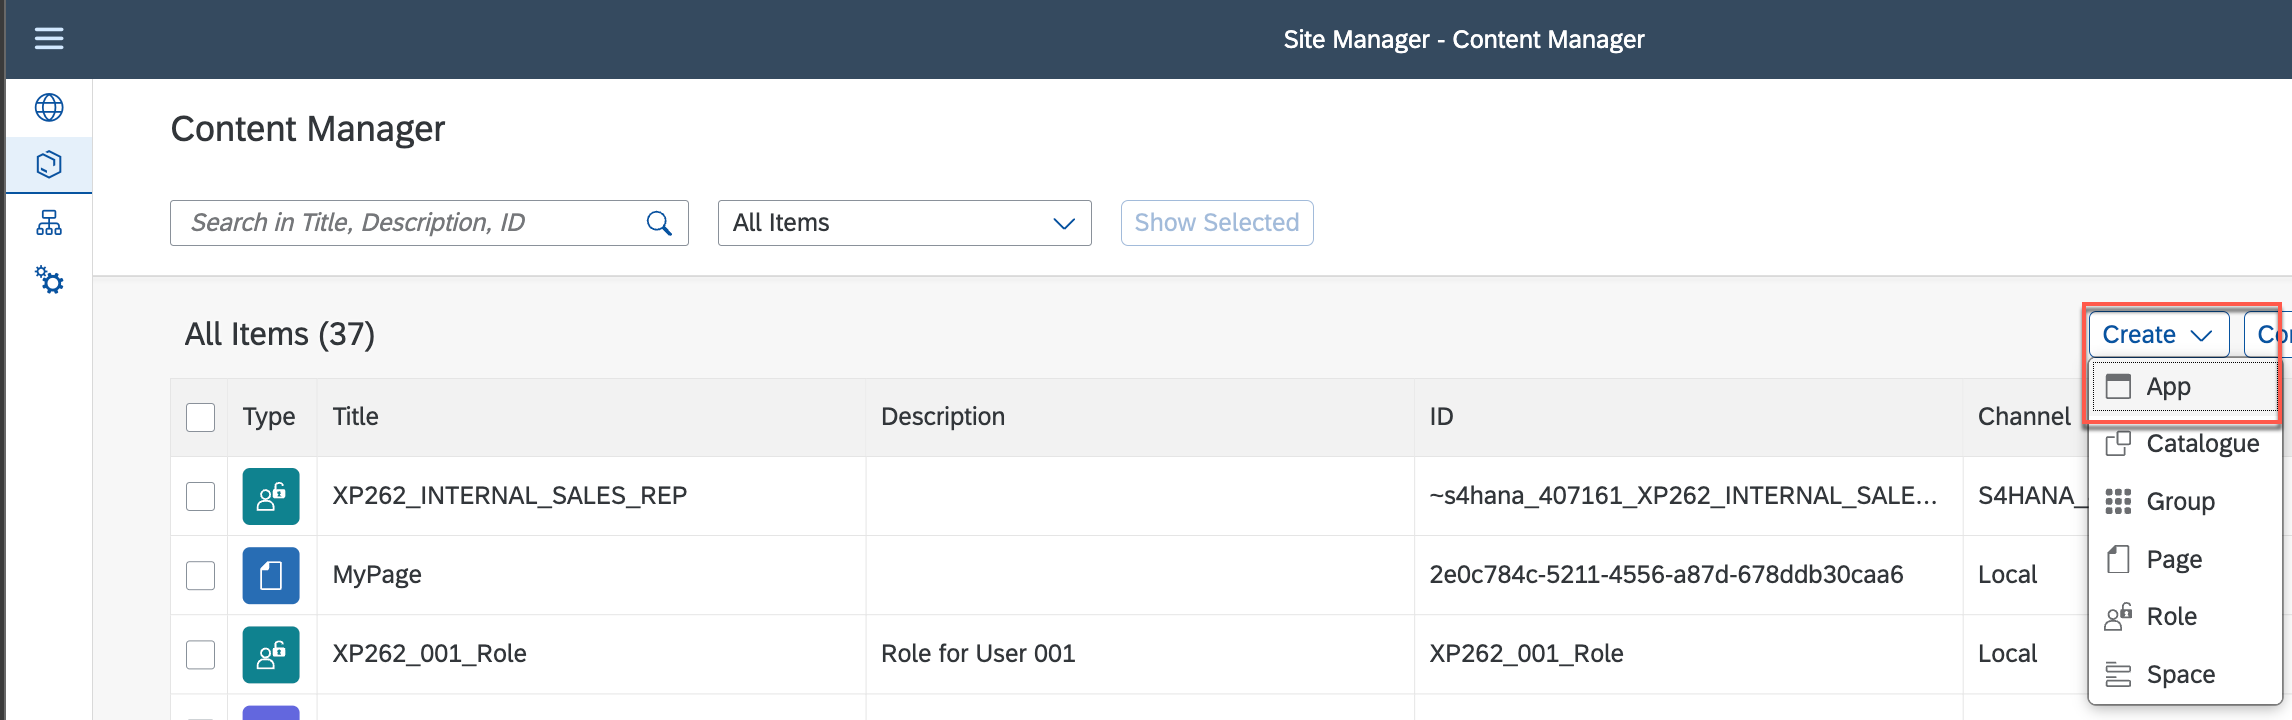 Site Manager - Content Manager
Content Manager
Search in Title, Description, ID
All Items
Show Selected
All Items (37)
Create
App
Catalogue
Group
Page
Role
Space
Type Title Description ID Channel
XP262_INTERNAL_SALES_REP ~s4hana_407161_XP262_INTERNAL_SALE... S4HANA_
MyPage 2e0c784c-5211-4556-a87d-678ddb30caa6 Local
XP262_001_Role Role for User 001 XP262_001_Role Local